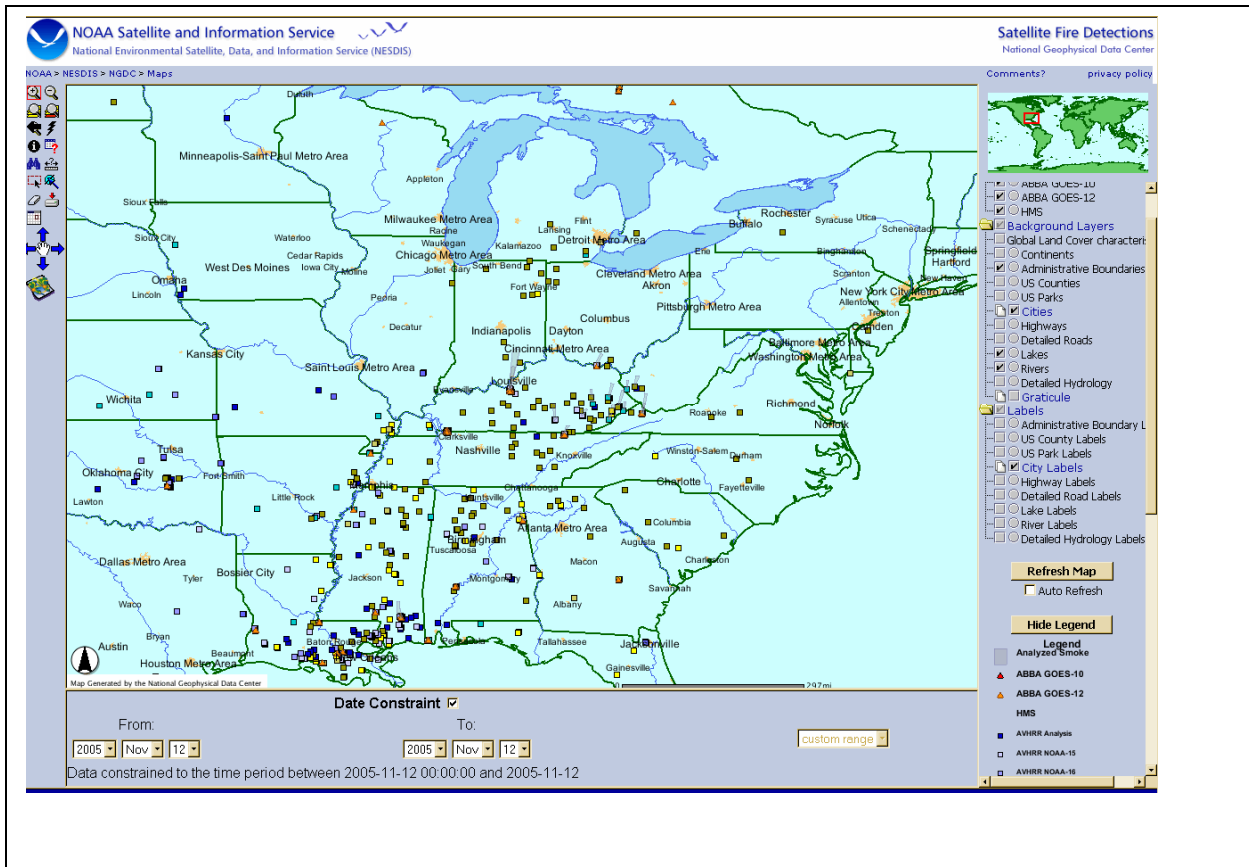 NOAA Satellite and Information Service
National Environmental Satellite, Data, and Information Service (NESDIS)
Satellite Fire Detections
National Geophysical Data Center
NOAA > NESDIS > NGDC > Maps
Comments? privacy policy
Duluth
Minneapolis-Saint Paul Metro Area
Appleton
Sioux Falls
Milwaukee Metro Area
Racine
Waukegan
Chicago Metro Area
Joliet Gary South Bend
Lansing
Flint
Kalamazoo
Detroit Metro Area
Buffalo
Rochester
Syracuse Utica
Schenectady
Sioux City
Waterloo
Cedar Rapids
Iowa City
Moline
West Des Moines
Omaha
Lincoln
Erie
Binghamton
Springfield
Hartford
Scranton
New Haven
Cleveland Metro Area
Akron
Fort Wayne
New York City Metro Area
Allentown
Trenton
Camden
Peoria
Pittsburgh Metro Area
Columbus
Decatur
Indianapolis
Dayton
Cincinnati Metro Area
Baltimore Metro Area
Washington Metro Area
Kansas City
Saint Louis Metro Area
Louisville
Evansville
Wichita
Roanoke
Richmond
Norfolk
Clarksville
Nashville
Knoxville
Winston-Salem
Durham
Tulsa
Oklahoma City
Fort Smith
Memphis
Chattanooga
Charlotte
Fayetteville
Lawton
Little Rock
Huntsville
Atlanta Metro Area
Columbia
Birmingham
Tuscaloosa
Augusta
Charleston
Dallas Metro Area
Tyler
Bossier City
Jackson
Montgomery
Macon
Savannah
Waco
Albany
Bryan
Austin
Beaumont
Baton Rouge
Pensacola
Tallahassee
Jacksonville
Houston Metro Area
New Orleans
Gainesville
Map Generated by the National Geophysical Data Center
0 297mi
ABBA GOES-10
ABBA GOES-12
HMS
Background Layers
Global Land Cover characteris
Continents
Administrative Boundaries
US Counties
US Parks
Cities
Highways
Detailed Roads
Lakes
Rivers
Detailed Hydrology
Graticule
Labels
Administrative Boundary L
US County Labels
US Park Labels
City Labels
Highway Labels
Detailed Road Labels
Lake Labels
River Labels
Detailed Hydrology Labels
Refresh Map
Auto Refresh
Hide Legend
Legend
Analyzed Smoke
ABBA GOES-10
ABBA GOES-12
HMS
AVHRR Analysis
AVHRR NOAA-15
AVHRR NOAA-16
Date Constraint
From: To:
2005 Nov 12 2005 Nov 12
custom range
Data constrained to the time period between 2005-11-12 00:00:00 and 2005-11-12